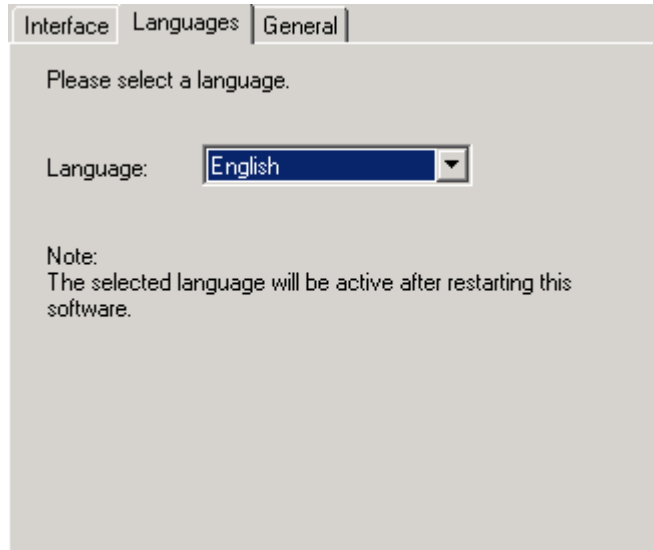 Interface Languages General
Please select a language.
Language: English
Note:
The selected language will be active after restarting this
software.